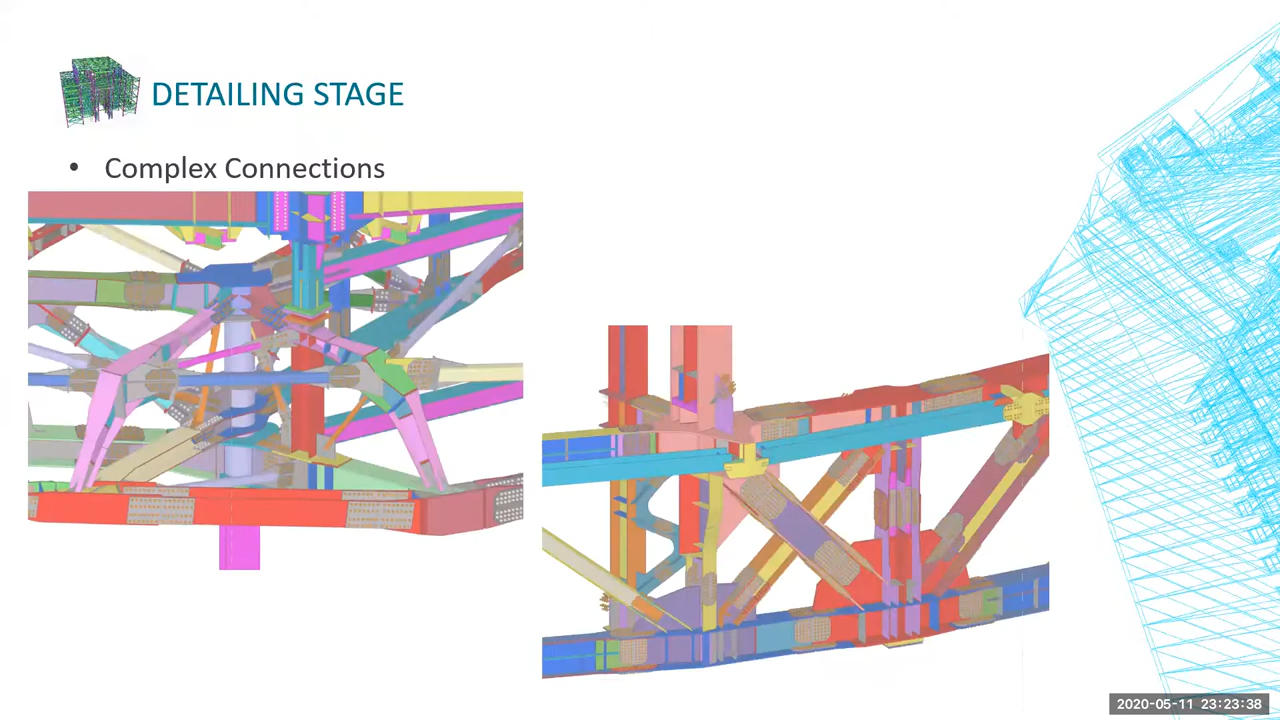 DETAILING STAGE
• Complex Connections
2020-05-11 23:23:38